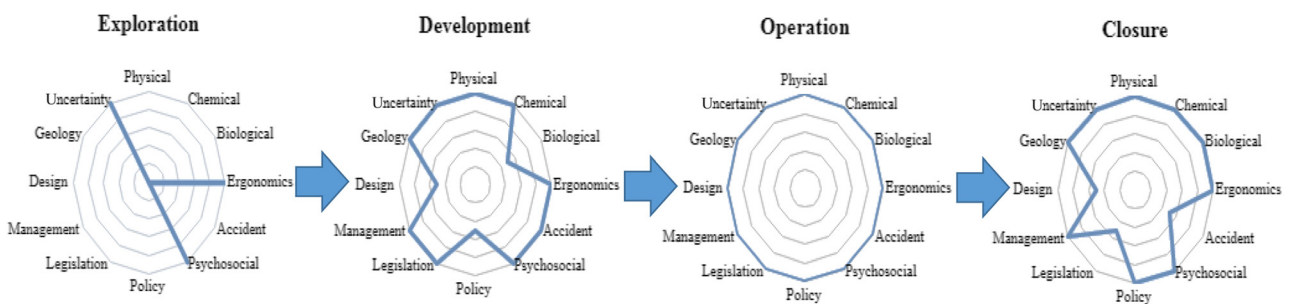 Exploration
Physical
Uncertainty
Chemical
Geology
Biological
Design
Ergonomics
Management
Accident
Legislation
Psychosocial
Policy
Development
Physical
Uncertainty
Chemical
Geology
Biological
Design
Ergonomics
Management
Accident
Legislation
Psychosocial
Policy
Operation
Physical
Uncertainty
Chemical
Geology
Biological
Design
Ergonomics
Management
Accident
Legislation
Psychosocial
Policy
Closure
Physical
Uncertainty
Chemical
Geology
Biological
Design
Ergonomics
Management
Accident
Legislation
Psychosocial
Policy